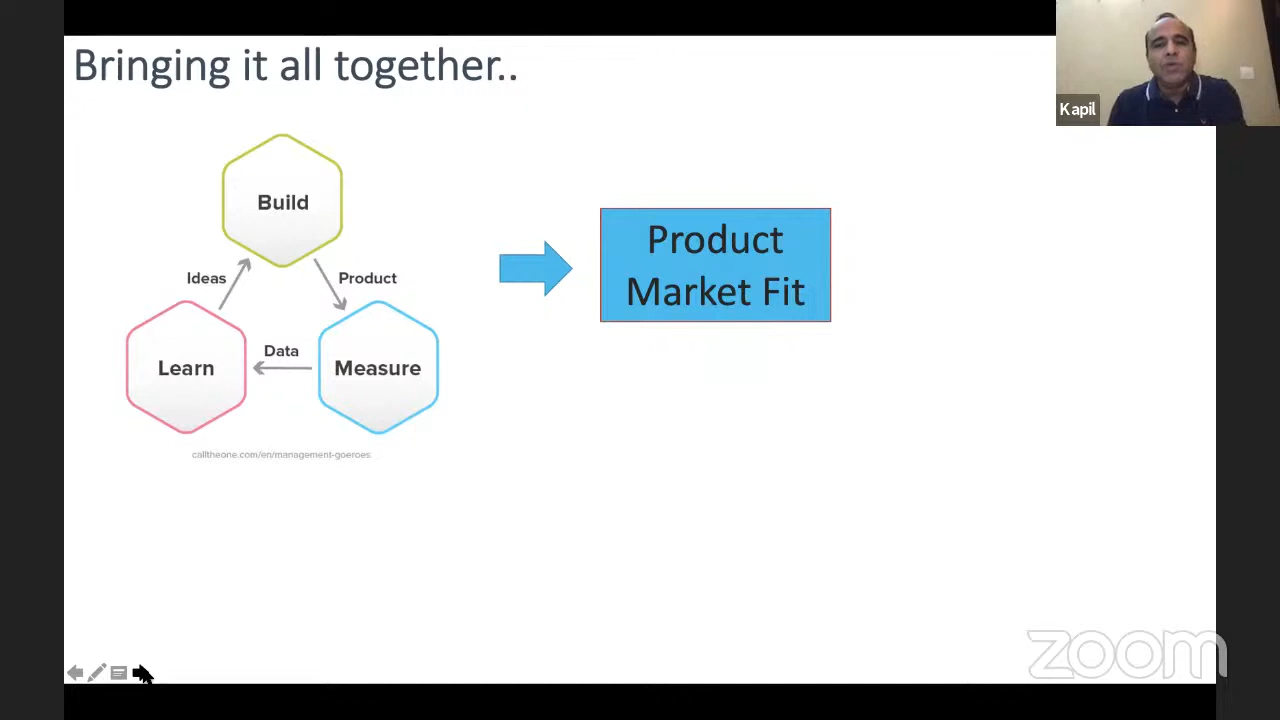 Bringing it all together..
Kapil
Build
Ideas
Product
Learn
Data
Measure
calltheone.com/en/management-goeroes
Product
Market Fit
zoom